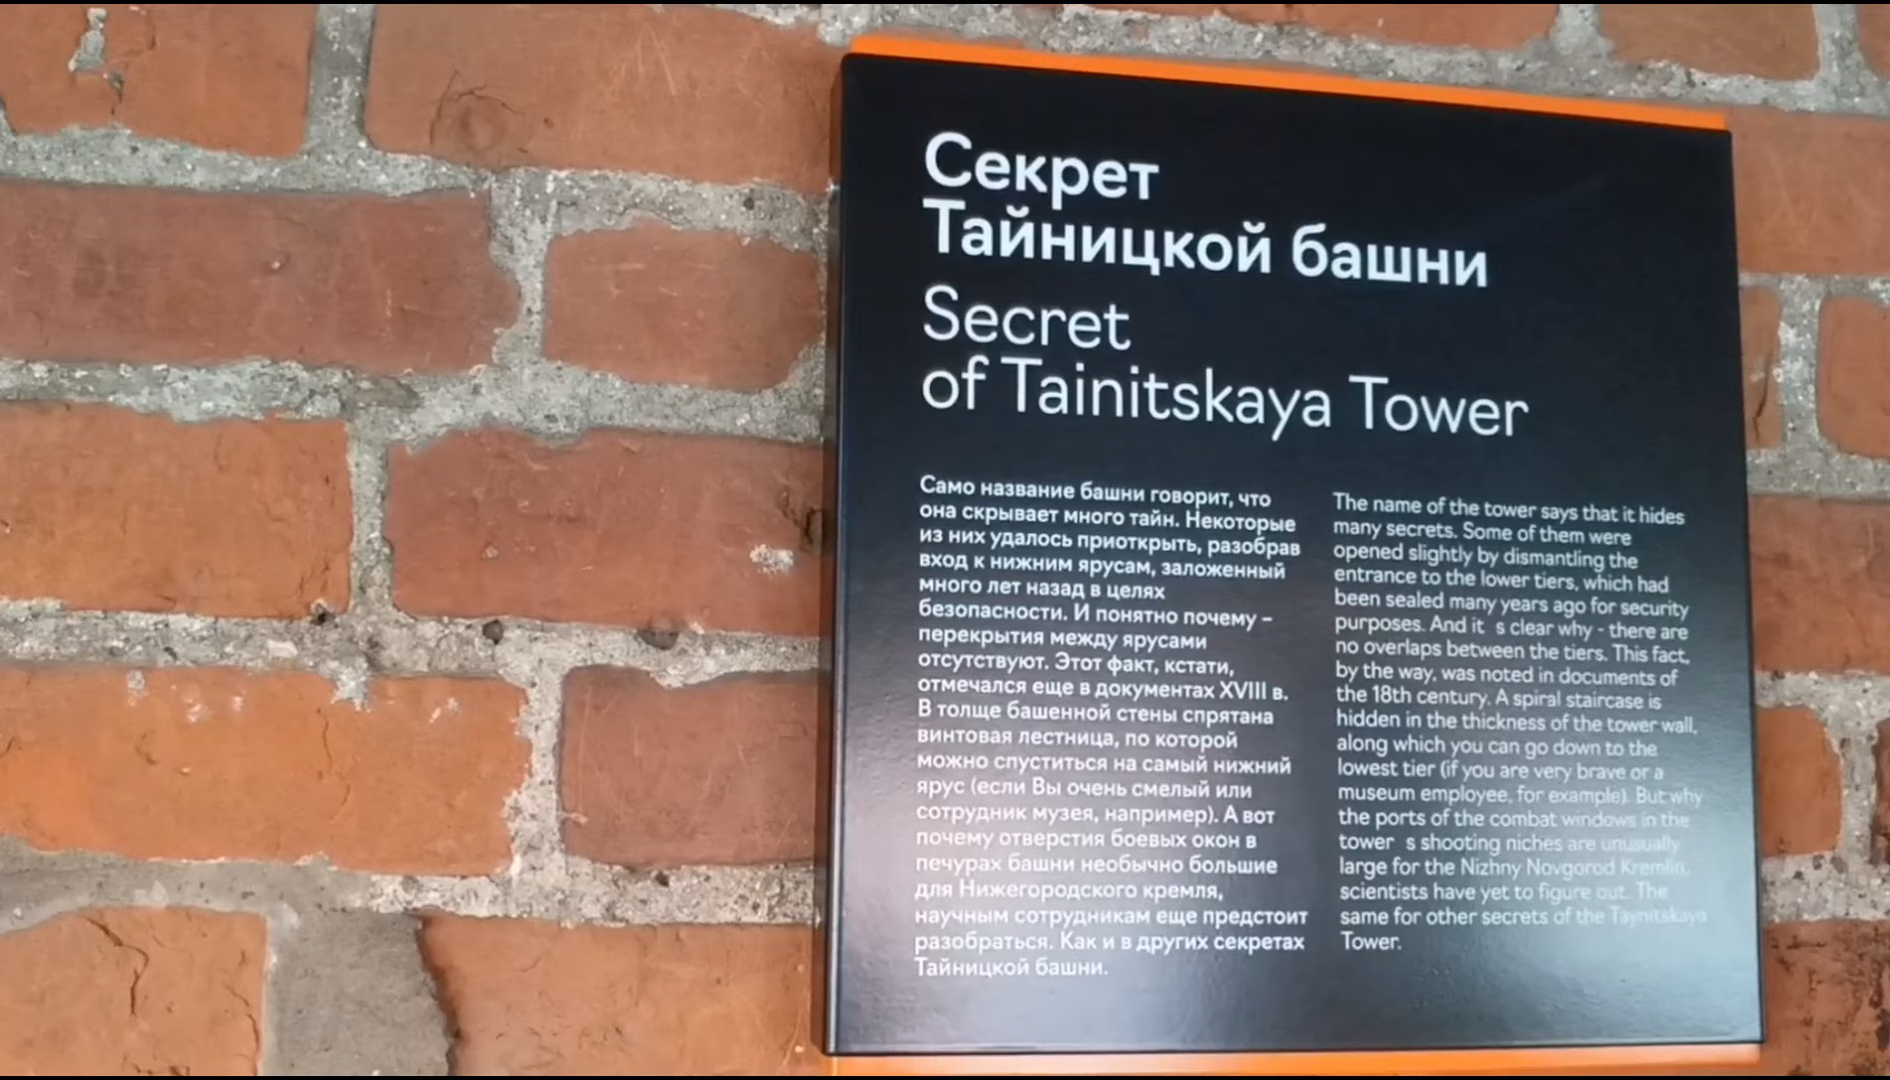 Секрет
Тайницкой башни
Secret
of Tainitskaya Tower
Само название башни говорит, что
она скрывает много тайн. Некоторые
из них удалось приоткрыть, разобрав
вход к нижним ярусам, заложенный
много лет назад в целях
безопасности. И понятно почему –
перекрытия между ярусами
отсутствуют. Этот факт, кстати,
отмечался еще в документах XVIII в.
В толще башенной стены спрятана
винтовая лестница, по которой
можно спуститься на самый нижний
ярус (если Вы очень смелый или
сотрудник музея, например). А вот
почему отверстия боевых окон в
печурах башни необычно большие
для Нижегородского кремля,
научным сотрудникам еще предстоит
разобраться. Как и в других секретах
Тайницкой башни.
The name of the tower says that it hides
many secrets. Some of them were
opened slightly by dismantling the
entrance to the lower tiers, which had
been sealed many years ago for security
purposes. And it s clear why - there are
no overlaps between the tiers. This fact,
by the way, was noted in documents of
the 18th century. A spiral staircase is
hidden in the thickness of the tower wall,
along which you can go down to the
lowest tier (if you are very brave or a
museum employee, for example). But why
the ports of the combat windows in the
tower s shooting niches are unusually
large for the Nizhny Novgorod Kremlin,
scientists have yet to figure out. The
same for other secrets of the Taynitskaya
Tower.